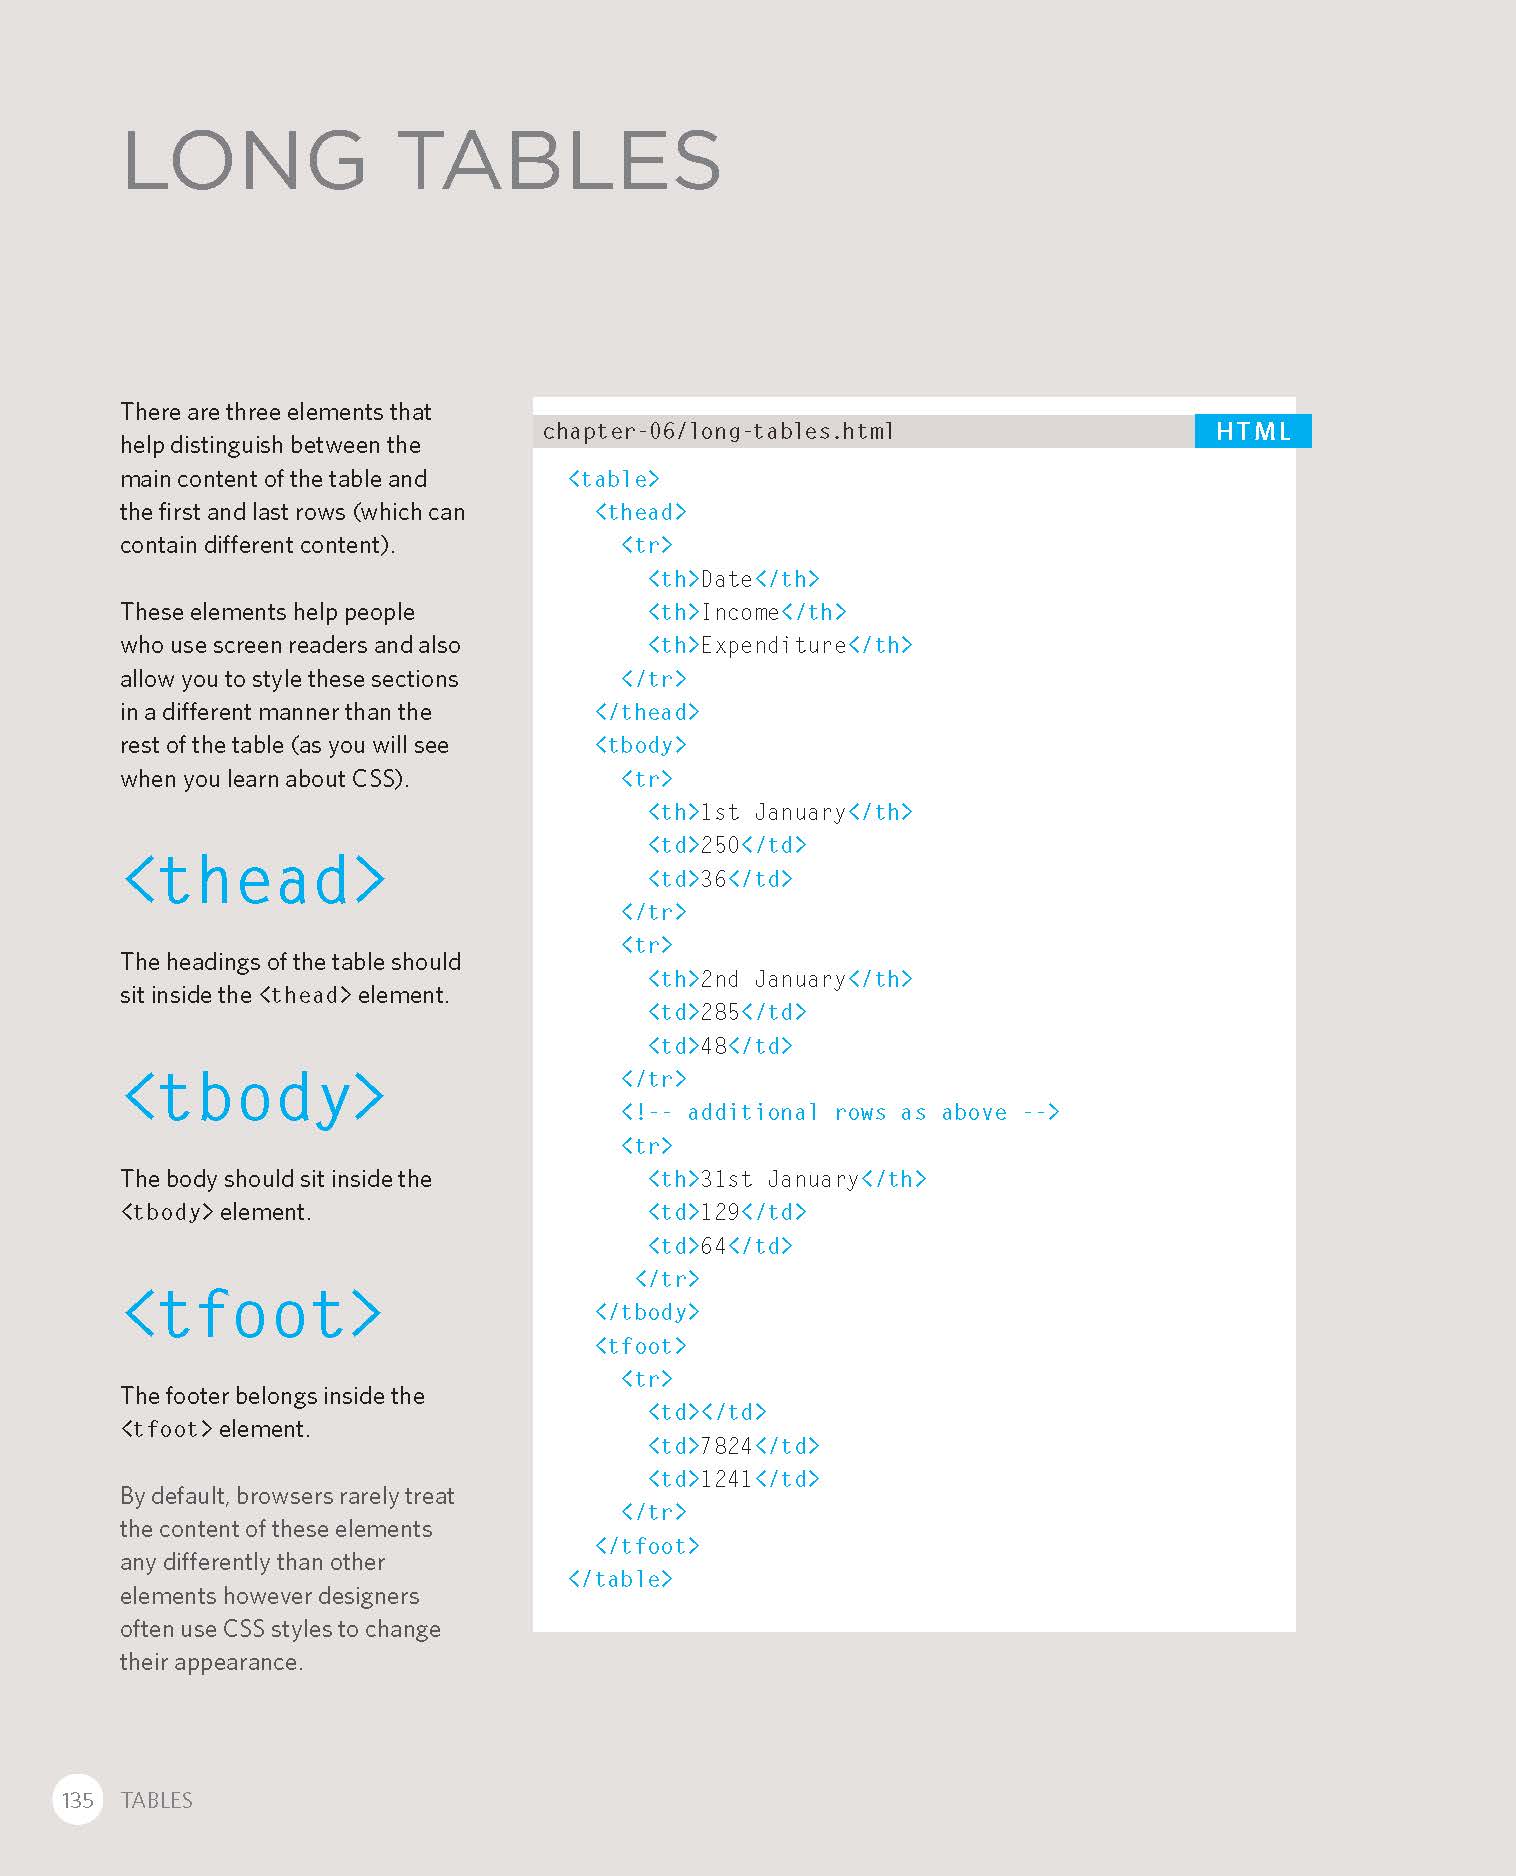 LONG TABLES
There are three elements that
help distinguish between the
main content of the table and
the first and last rows (which can
contain different content).
These elements help people
who use screen readers and also
allow you to style these sections
in a different manner than the
rest of the table (as you will see
when you learn about CSS).
<thead>
The headings of the table should
sit inside the <thead> element.
<tbody>
The body should sit inside the
<tbody> element.
<tfoot>
The footer belongs inside the
<tfoot> element.
By default, browsers rarely treat
the content of these elements
any differently than other
elements however designers
often use CSS styles to change
their appearance.
chapter-06/long-tables.html HTML
<table>
  <thead>
    <tr>
      <th>Date</th>
      <th>Income</th>
      <th>Expenditure</th>
    </tr>
  </thead>
  <tbody>
    <tr>
      <th>1st January</th>
      <td>250</td>
      <td>36</td>
    </tr>
    <tr>
      <th>2nd January</th>
      <td>285</td>
      <td>48</td>
    </tr>
    <!-- additional rows as above -->
    <tr>
      <th>31st January</th>
      <td>129</td>
      <td>64</td>
     </tr>
  </tbody>
  <tfoot>
    <tr>
      <td></td>
      <td>7824</td>
      <td>1241</td>
    </tr>
  </tfoot>
</table>
135 TABLES